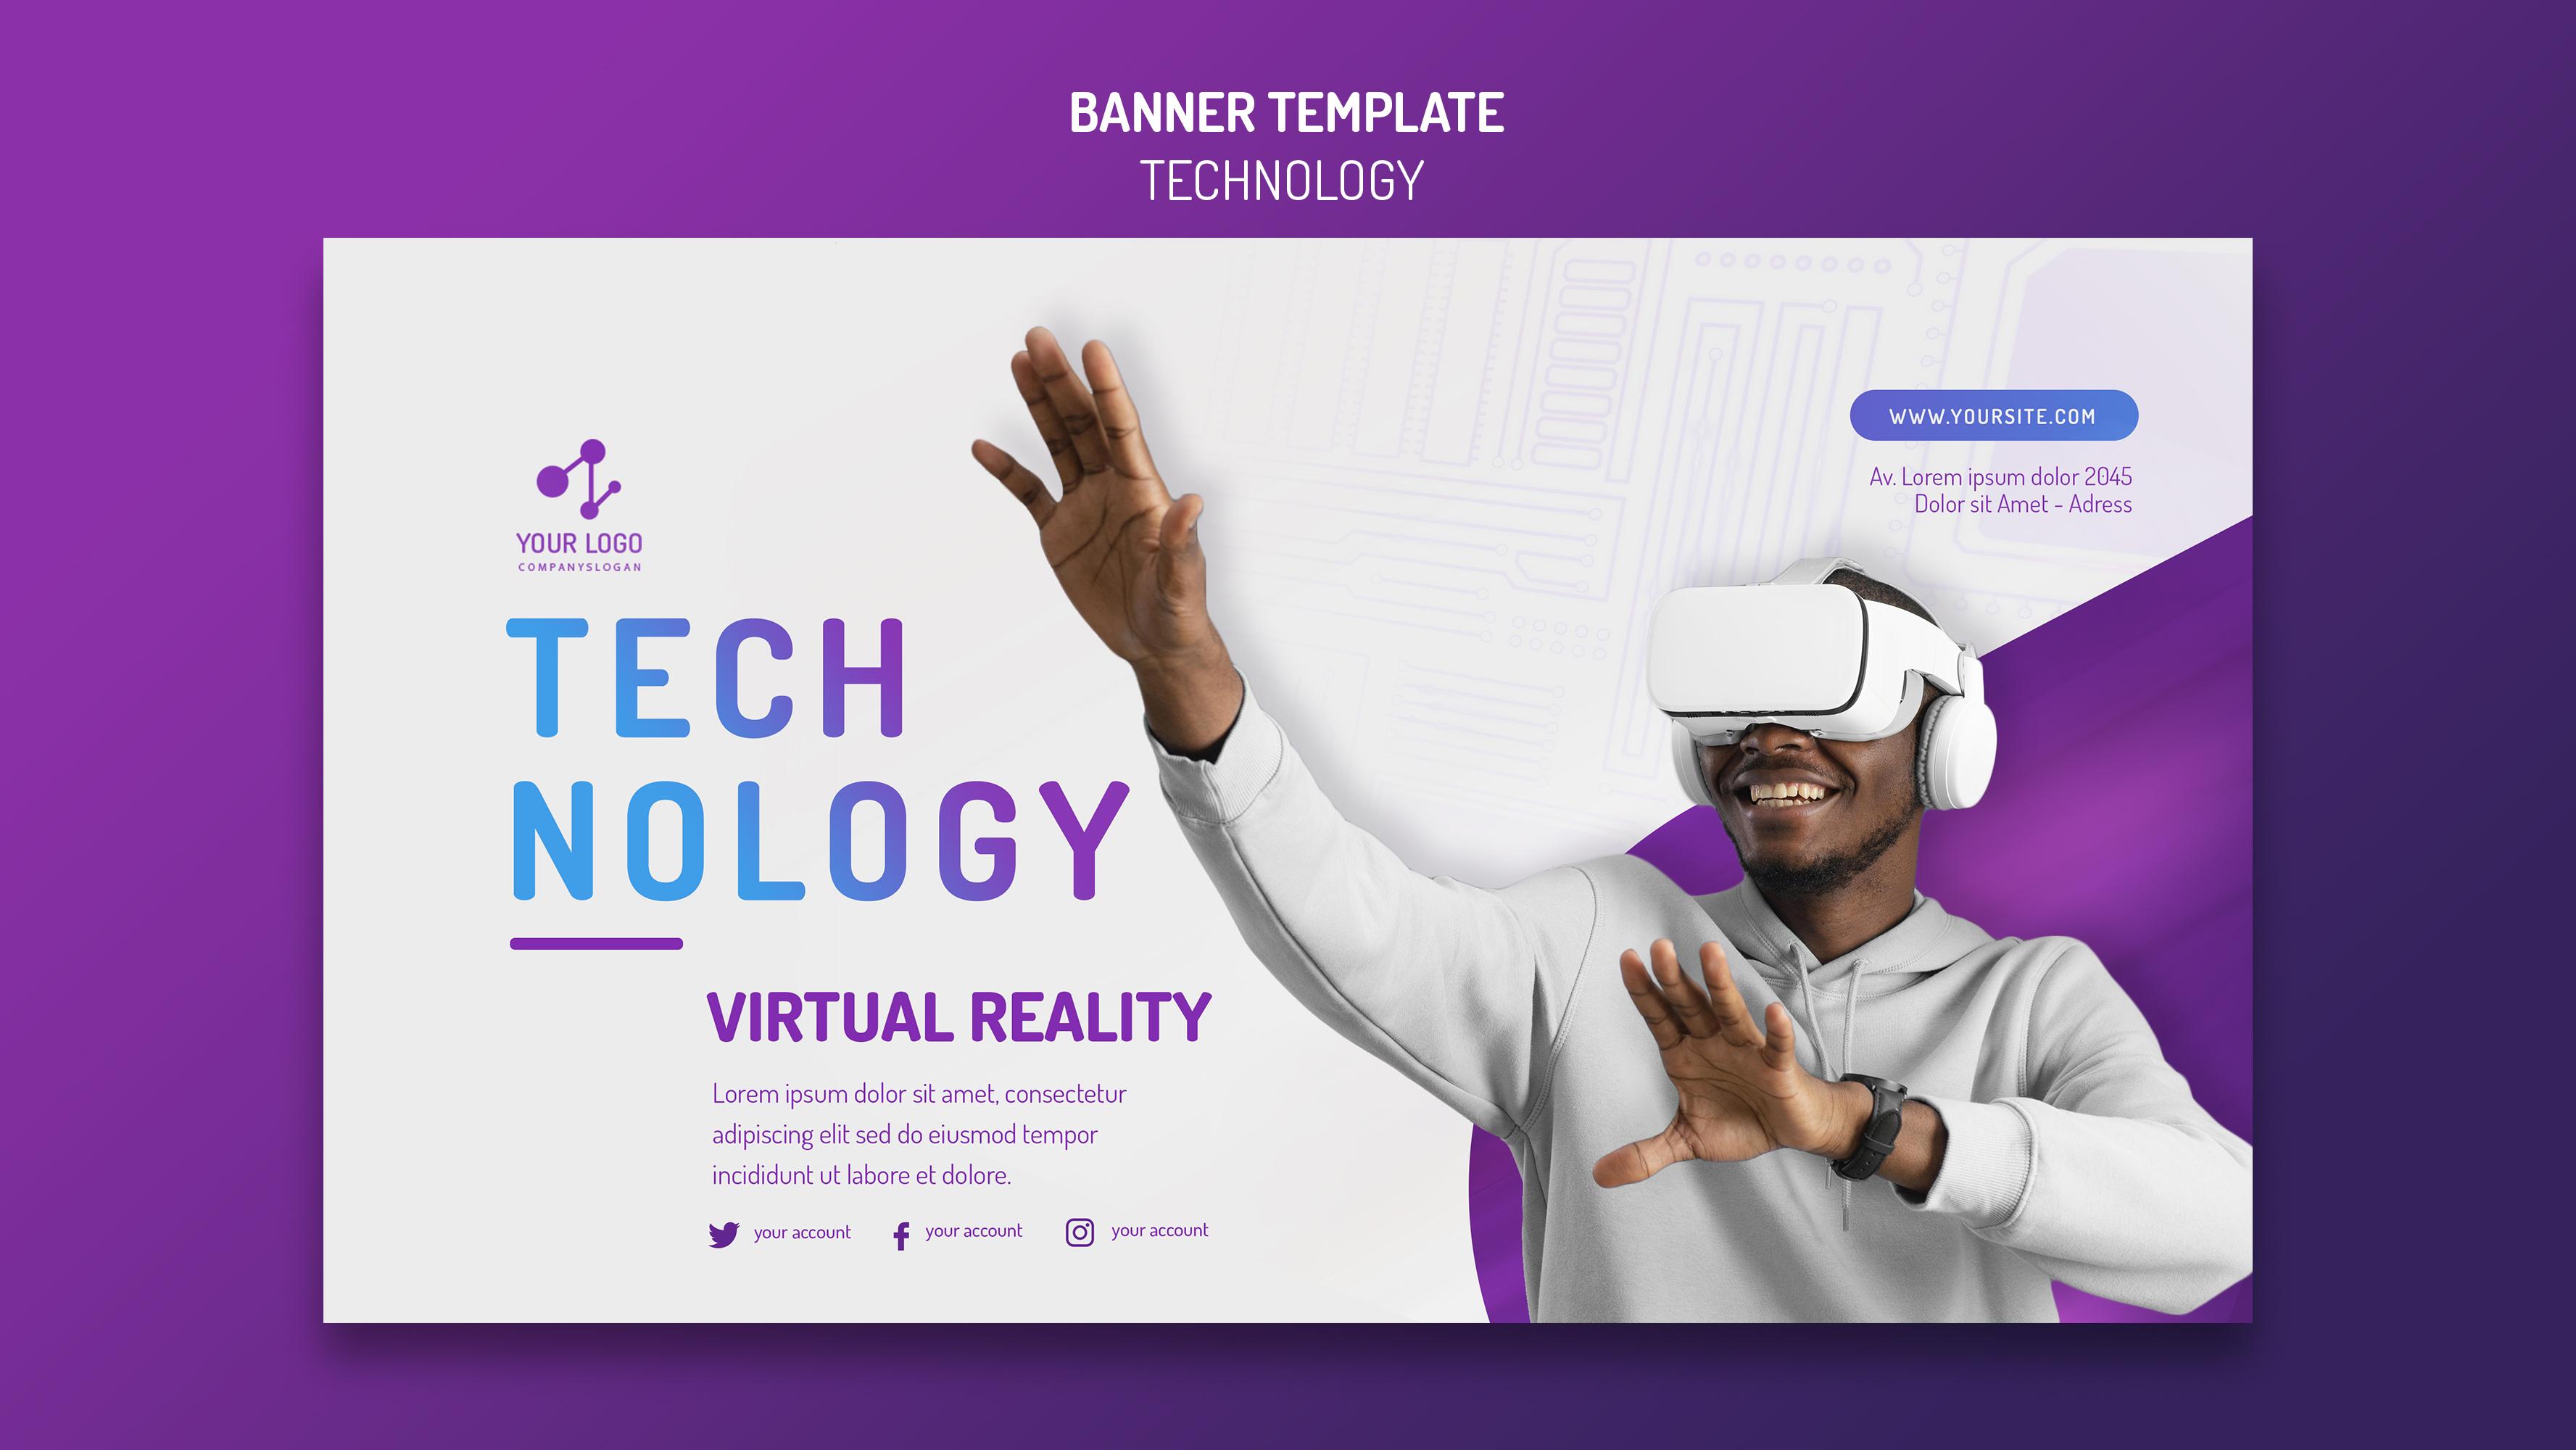 BANNER TEMPLATE
TECHNOLOGY
YOUR LOGO
COMPANYSLOGAN
TECH
NOLOGY
VIRTUAL REALITY
Lorem ipsum dolor sit amet, consectetur
adipiscing elit sed do eiusmod tempor
incididunt ut labore et dolore.
your account
your account
your account
WWW.YOURSITE.COM
Av. Lorem ipsum dolor 2045
Dolor sit Amet - Adress